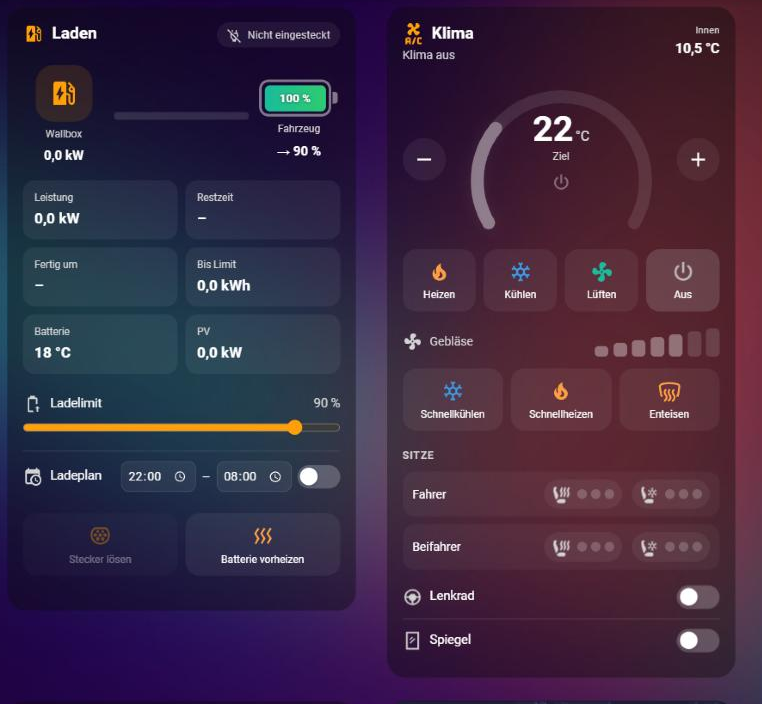 Laden
Nicht eingesteckt
100 %
Wallbox
0,0 kW
Fahrzeug
→ 90 %
Leistung
0,0 kW
Restzeit
–
Fertig um
–
Bis Limit
0,0 kWh
Batterie
18 °C
PV
0,0 kW
Ladelimit
90 %
Ladeplan
22:00
–
08:00
Stecker lösen
Batterie vorheizen
A/C
Klima
Klima aus
Innen
10,5 °C
22 °C
Ziel
Heizen
Kühlen
Lüften
Aus
Gebläse
Schnellkühlen
Schnellheizen
Enteisen
SITZE
Fahrer
Beifahrer
Lenkrad
Spiegel